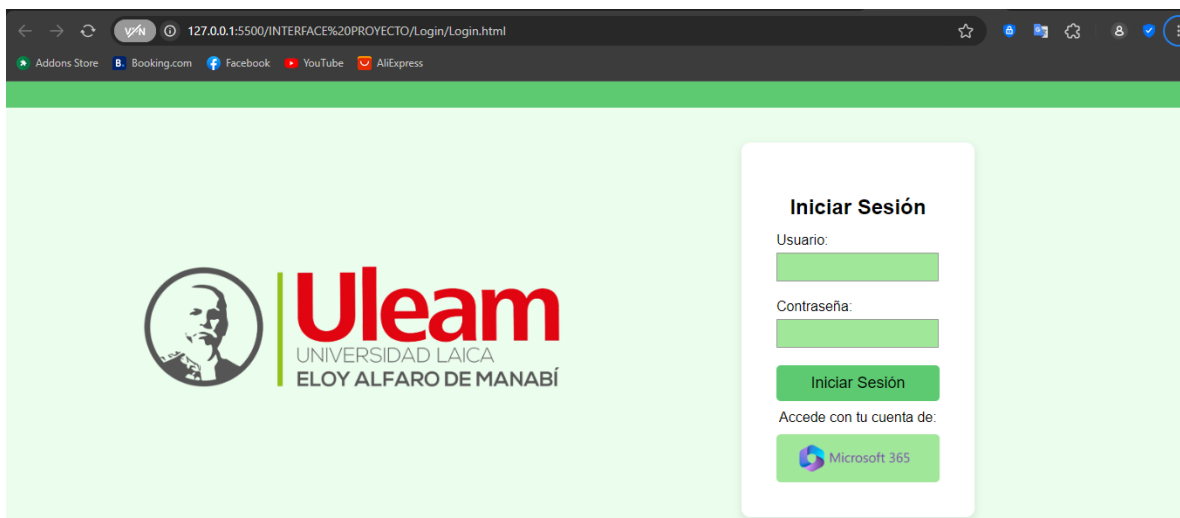 127.0.0.1:5500/INTERFACE%20PROYECTO/Login/Login.html
Addons Store B. Booking.com Facebook YouTube AliExpress
Iniciar Sesión
Usuario:
Contraseña:
Iniciar Sesión
Accede con tu cuenta de:
Microsoft 365
Uleam
UNIVERSIDAD LAICA
ELOY ALFARO DE MANABÍ